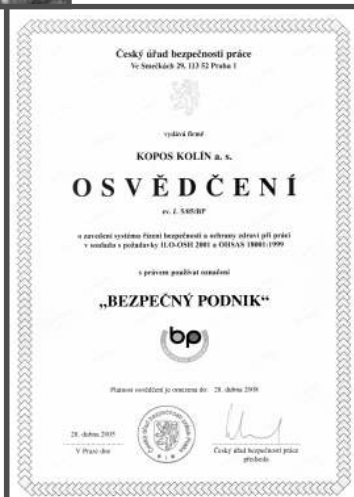 Český úřad bezpečnosti práce
Ve Smečkách 29, 113 52 Praha 1
vydává firmě
KOPOS KOLÍN a. s.
OSVĚDČENÍ
ev. č. 5/05/BP
o zavedení systému řízení bezpečnosti a ochrany zdraví při práci
v souladu s požadavky ILO-OSH 2001 a OHSAS 18001:1999
s právem používat označení
„BEZPEČNÝ PODNIK“
bp
Platnost osvědčení je omezena do: 28. dubna 2008
28. dubna 2005
V Praze dne
Český úřad bezpečnosti práce
předseda